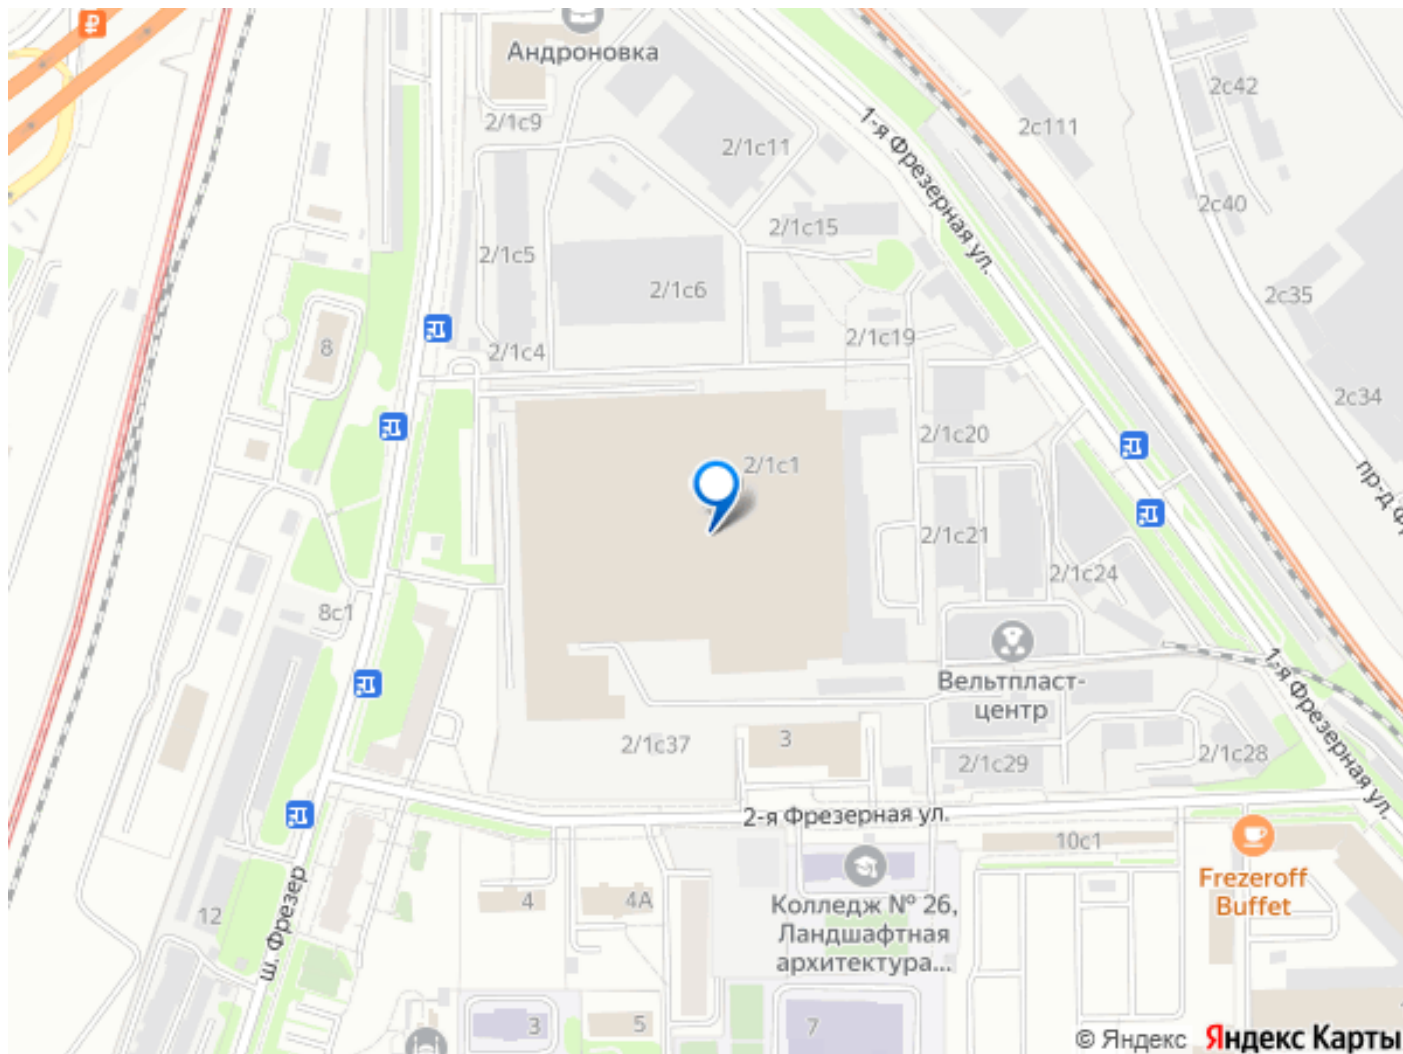 ₽
Андроновка
2с42
2/1с9
2с111
2/1с11
1-я Фрезерная ул.
2с40
2/1с15
2/1с5
2/1с6
2с35
8
2/1с19
2/1с4
2с34
2/1с20
2/1с1
пр-д Ф
2/1с21
2/1с24
8с1
Вельтпласт-
центр
1-я Фрезерная ул.
2/1с37
3
2/1с29
2/1с28
2-я Фрезерная ул.
10с1
Frezeroff
Buffet
4
4А
Колледж № 26,
Ландшафтная
архитектура...
12
ш. Фрезер
3
5
7
© Яндекс Яндекс Карты